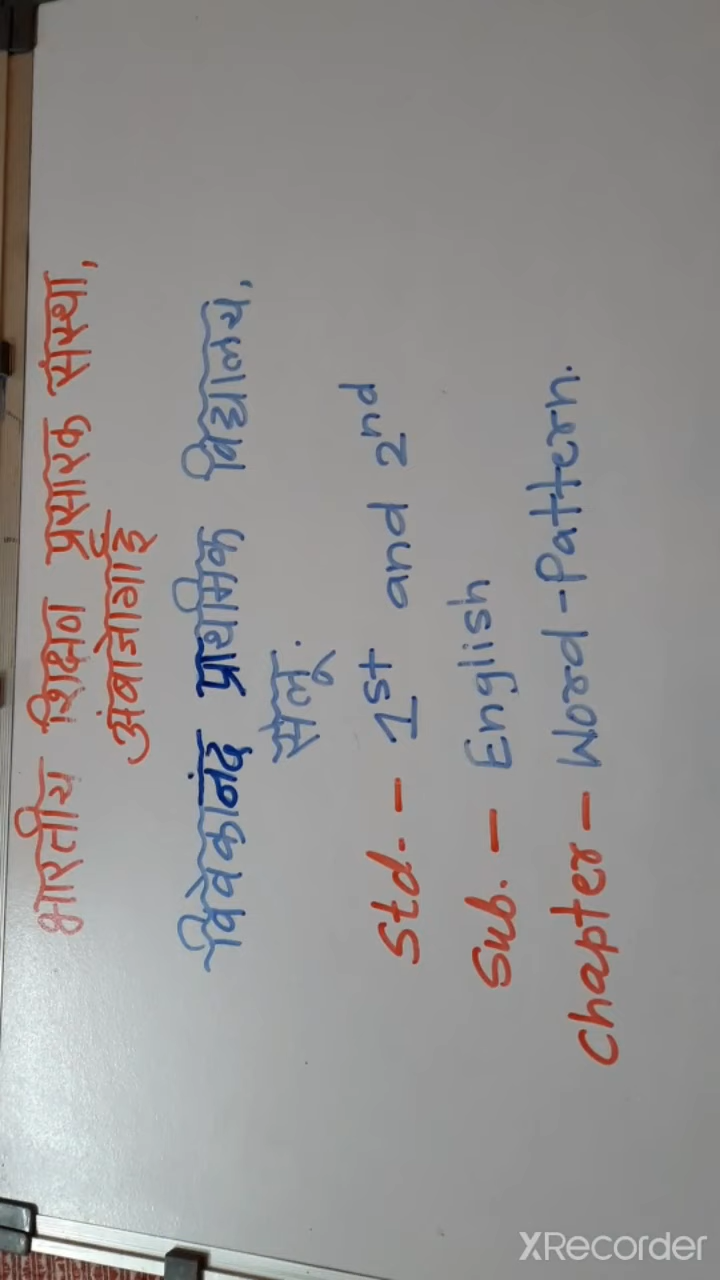 भारतीय शिक्षण प्रसारक संस्था,
अंबाजोगाई
विवेकानंद प्राथमिक विद्यालय,
सेलू.
Std. - 1st and 2nd
Sub. - English
Chapter - Word-Pattern.
XRecorder